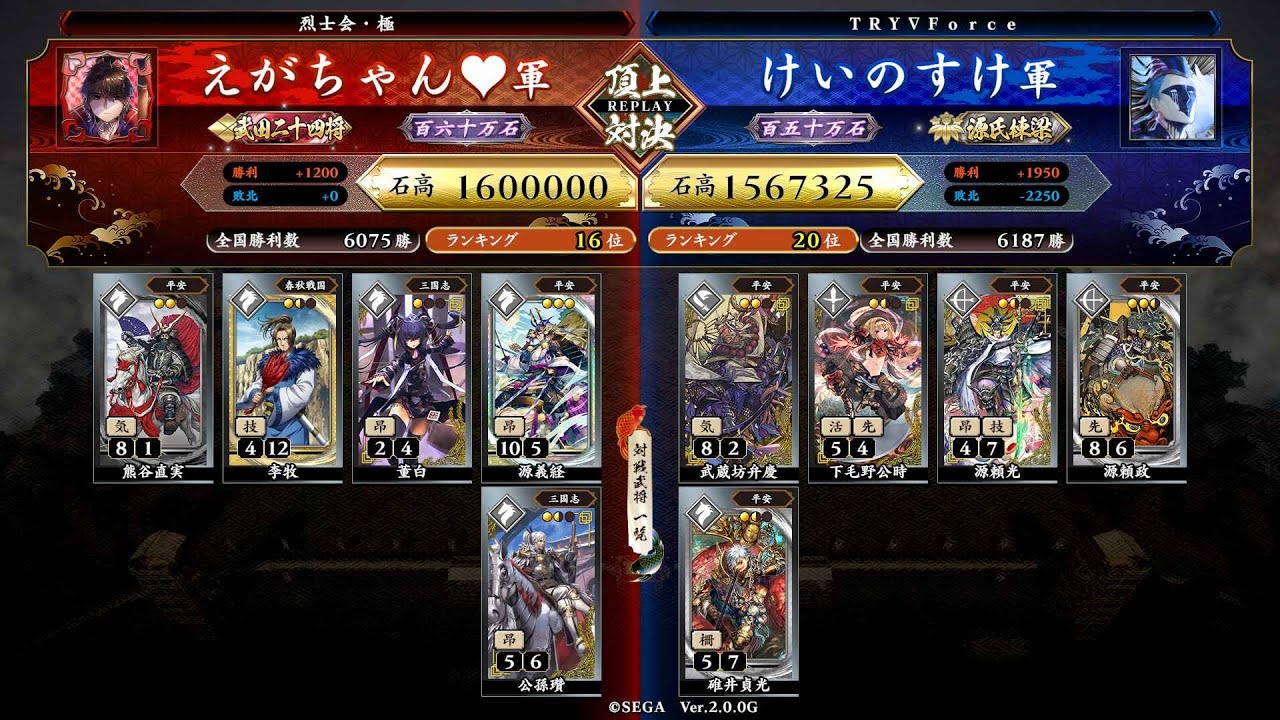 烈士会・極
TRY∇Force
えがちゃん♥軍
頂上
REPLAY
対決
けいのすけ軍
武田二十四将
百六十万石
百五十万石
源氏棟梁
勝利 +1200
敗北 +0
石高 1600000
石高 1567325
勝利 +1950
敗北 -2250
全国勝利数 6075勝
ランキング 16位
ランキング 20位
全国勝利数 6187勝
平安
春秋戦国
三国志
平安
平安
平安
平安
平安
気
技
昂
昂
気
活 先
昂 技
先
8 1
4 12
2 4
10 5
8 2
5 4
4 7
8 6
熊谷直実
李牧
董白
源義経
武蔵坊弁慶
下毛野公時
源頼光
源頼政
対戦武将一覧
三国志
平安
昂
柵
5 6
5 7
公孫瓚
碓井貞光
©SEGA Ver.2.0.0G